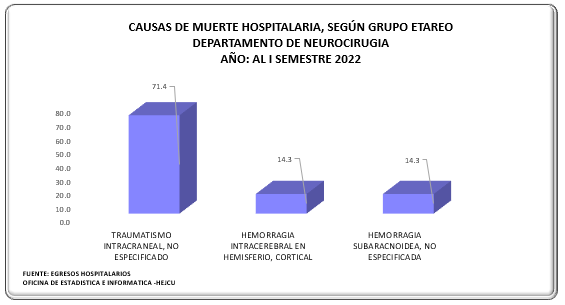 CAUSAS DE MUERTE HOSPITALARIA, SEGÚN GRUPO ETAREO
DEPARTAMENTO DE NEUROCIRUGIA
AÑO: AL I SEMESTRE 2022
71.4
14.3
14.3
80.0
70.0
60.0
50.0
40.0
30.0
20.0
10.0
0.0
TRAUMATISMO
INTRACRANEAL, NO
ESPECIFICADO
HEMORRAGIA
INTRACEREBRAL EN
HEMISFERIO, CORTICAL
HEMORRAGIA
SUBARACNOIDEA, NO
ESPECIFICADA
FUENTE: EGRESOS HOSPITALARIOS
OFICINA DE ESTADISTICA E INFORMATICA -HEJCU